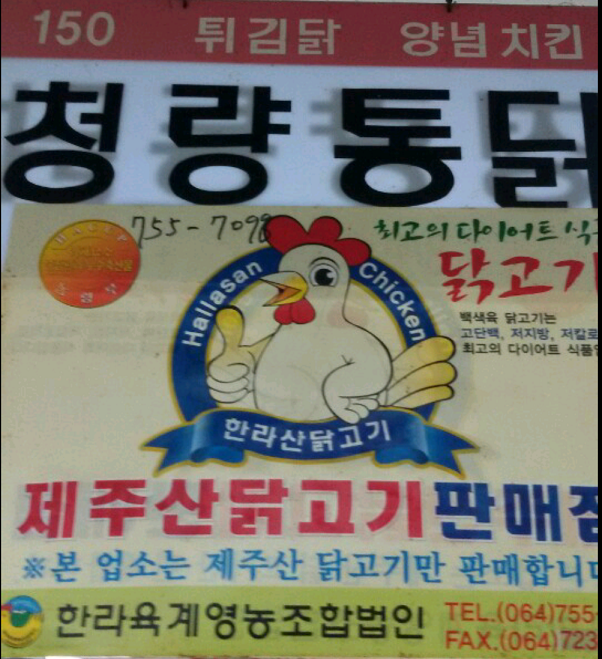 150 튀김닭 양념치킨
청량통닭
755-7098
최고의 다이어트
닭고기
백색육 닭고기는
고단백, 저지방, 저칼로
최고의 다이어트 식품
HACCP
Hallasan Chicken
한라산닭고기
제주산닭고기판매점
※본 업소는 제주산 닭고기만 판매합니다
한라육계영농조합법인
TEL.(064)755-
FAX.(064)723